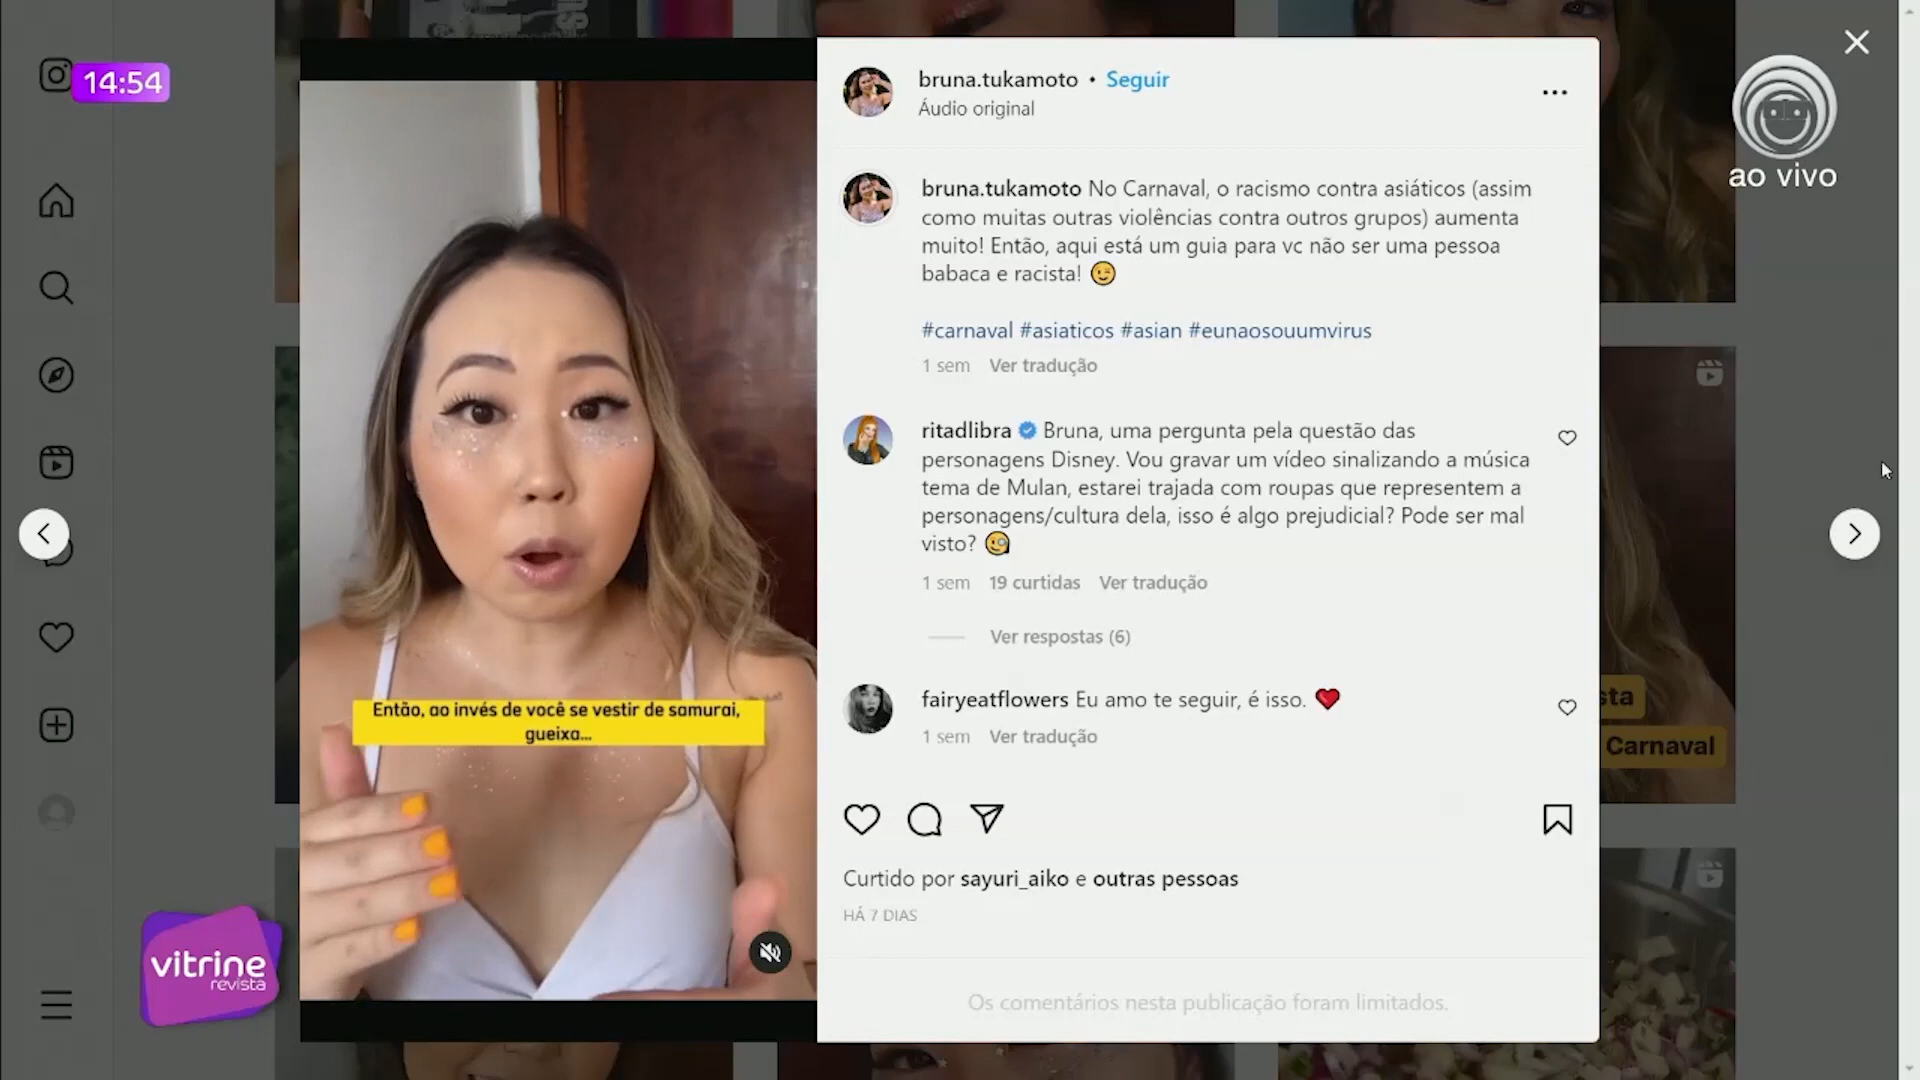 14:54
ao vivo
bruna.tukamoto • Seguir
Áudio original
bruna.tukamoto No Carnaval, o racismo contra asiáticos (assim
como muitas outras violências contra outros grupos) aumenta
muito! Então, aqui está um guia para vc não ser uma pessoa
babaca e racista! 😉
#carnaval #asiaticos #asian #eunaosouumvirus
1 sem Ver tradução
ritadlibra Bruna, uma pergunta pela questão das
personagens Disney. Vou gravar um vídeo sinalizando a música
tema de Mulan, estarei trajada com roupas que represente​m a
personagens/cultura dela, isso é algo prejudicial? Pode ser mal
visto? 🧐
1 sem 19 curtidas Ver tradução
Ver respostas (6)
fairyeatflowers Eu amo te seguir, é isso. ❤️
1 sem Ver tradução
Curtido por sayuri_aiko e outras pessoas
HÁ 7 DIAS
Os comentários nesta publicação foram limitados.
Então, ao invés de você se vestir de samurai,
gueixa...
Carnaval
vitrine
revista